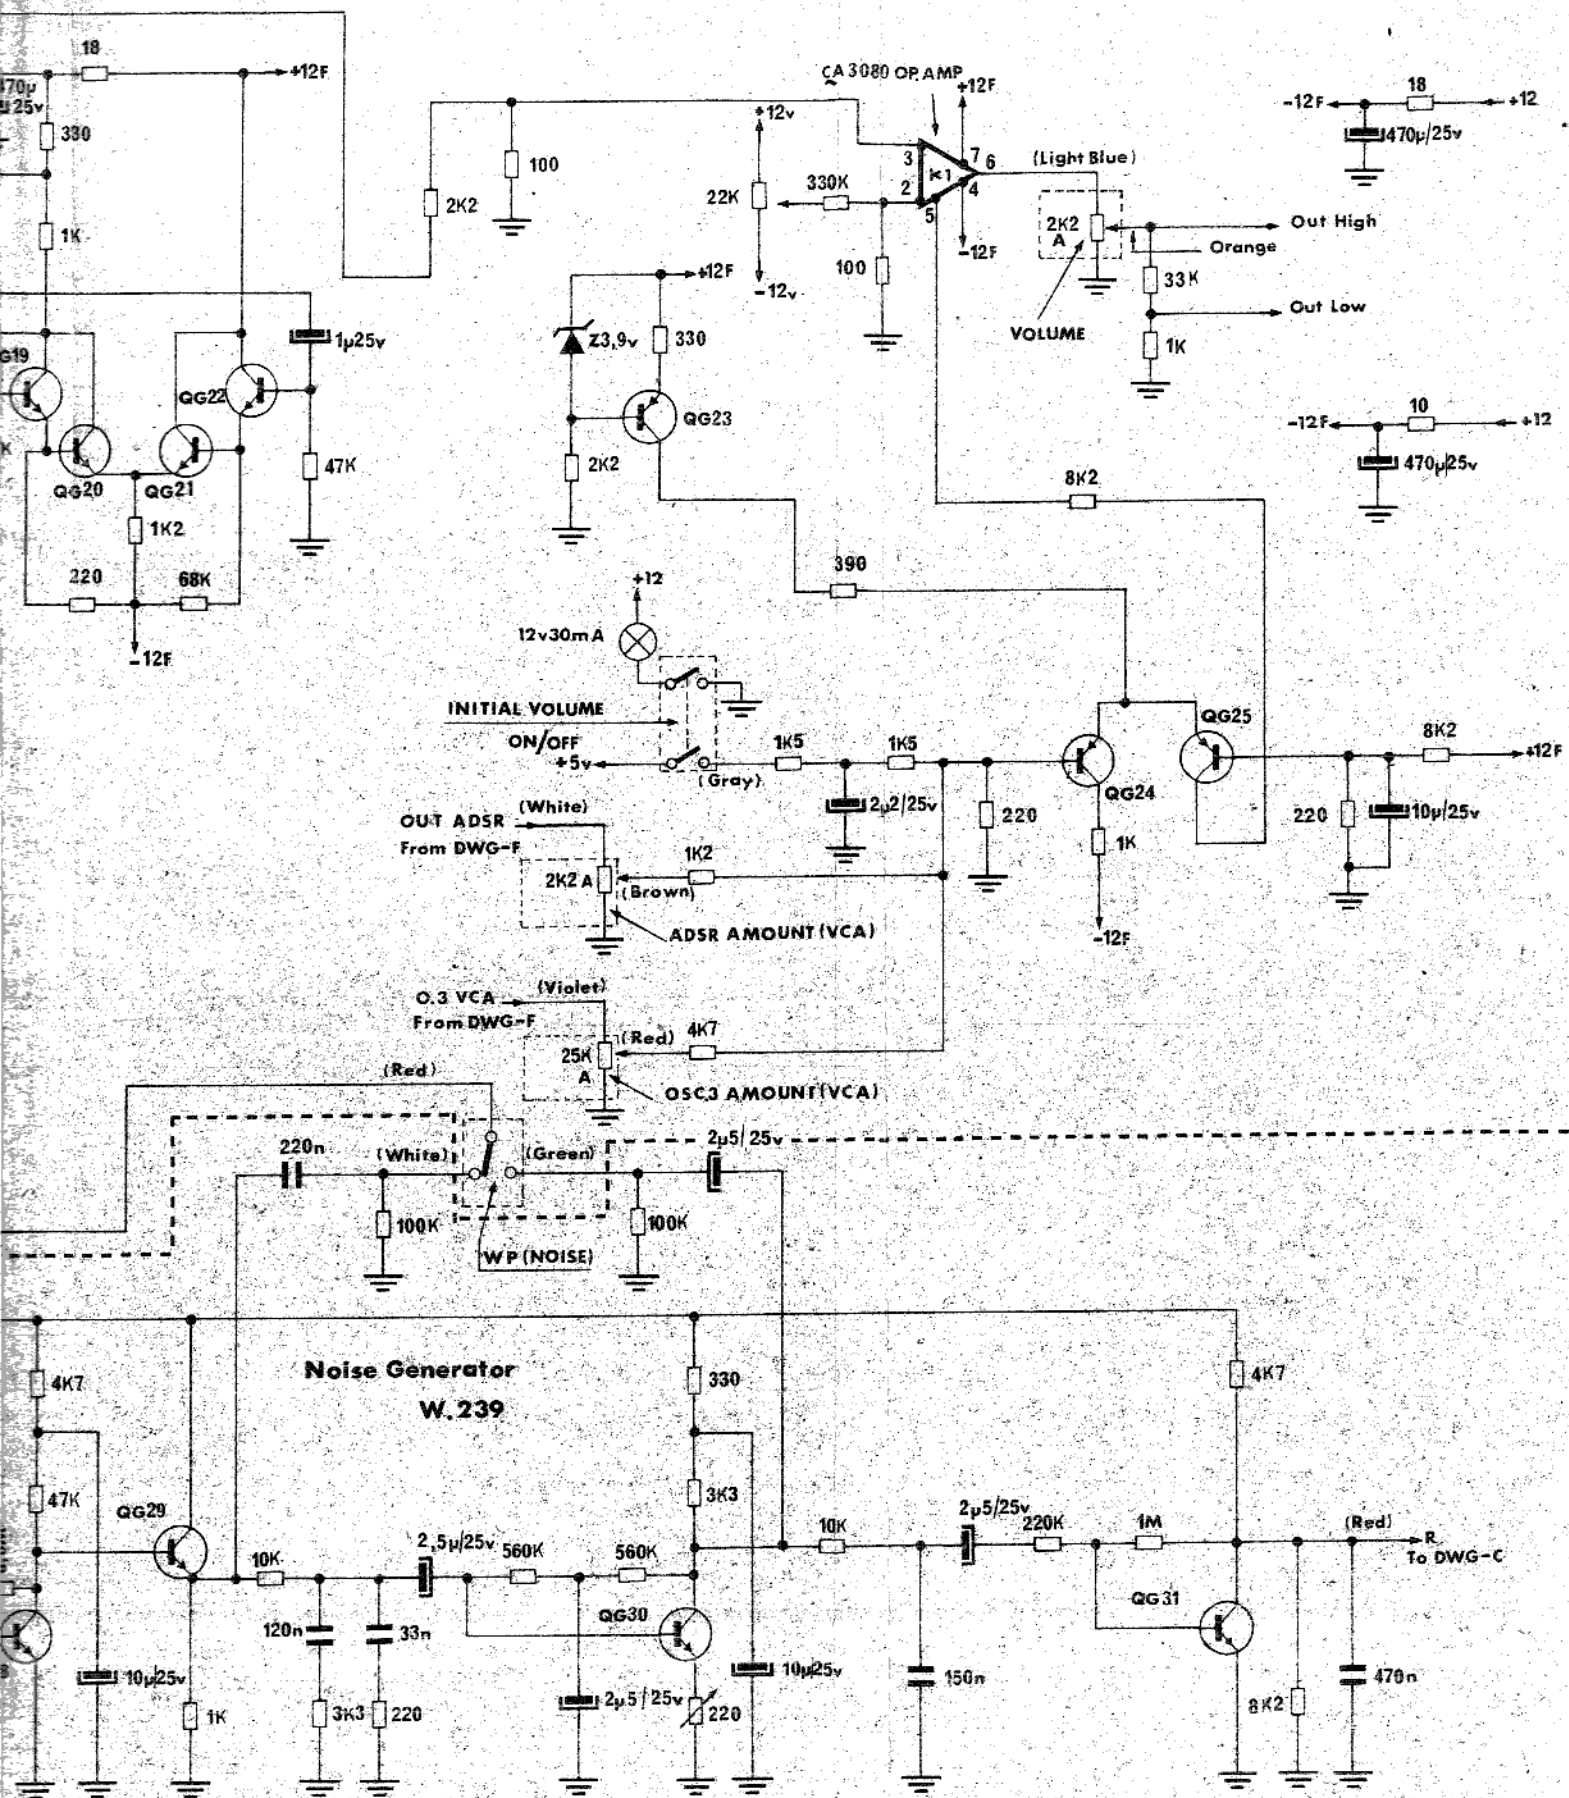 18
+12F
470µ
25v
330
1K
2K2
100
CA3080 OP.AMP
+12F
+12v
22K
330K
3
2
7
6
K1
4
5
-12F
100
-12v
(Light Blue)
2K2
A
VOLUME
Out High
Orange
33K
Out Low
1K
-12F
18
+12
470µ/25v
1µ25v
G19
QG22
QG20
QG21
47K
1K2
220
68K
-12F
+12F
Z3,9v
330
QG23
2K2
-12F
10
+12
470µ/25v
8K2
390
+12
12v30mA
INITIAL VOLUME
ON/OFF
+5v
(Gray)
1K5
1K5
2µ2/25v
220
QG24
QG25
1K
-12F
8K2
+12F
220
10µ/25v
OUT ADSR
(White)
From DWG-F
2K2 A
(Brown)
1K2
ADSR AMOUNT(VCA)
O.3 VCA
(Violet)
From DWG-F
25K
A
(Red)
4K7
OSC.3 AMOUNT(VCA)
(Red)
220n
(White)
(Green)
2µ5/25v
100K
100K
WP(NOISE)
Noise Generator
W.239
4K7
47K
QG29
10K
2,5µ/25v
560K
560K
330
3K3
QG30
120n
33n
10µ/25v
1K
3K3
220
2µ5/25v
220
10µ/25v
10K
2µ5/25v
220K
1M
4K7
QG31
(Red)
R
To DWG-C
150n
8K2
470n